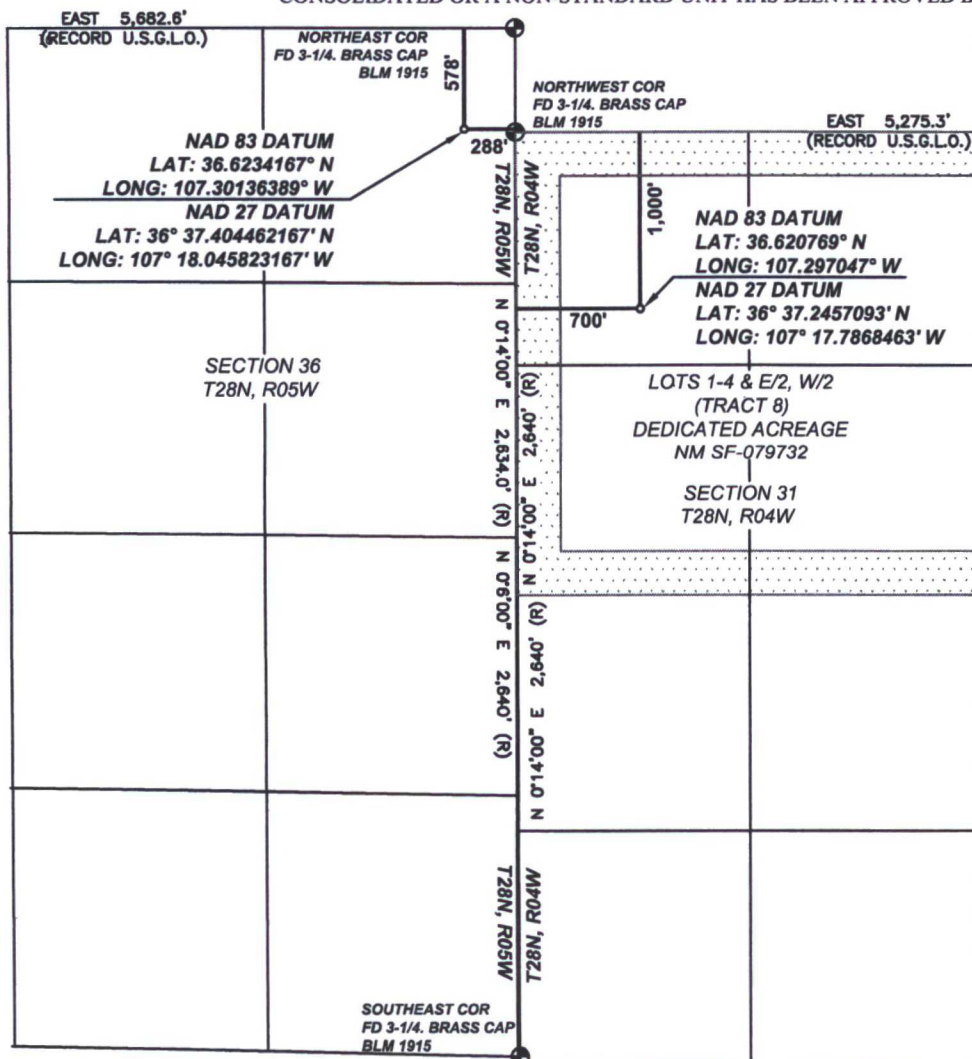 EAST 5,682.6'
(RECORD U.S.G.L.O.)
NORTHEAST COR
FD 3-1/4. BRASS CAP
BLM 1915
578'
288'
NORTHWEST COR
FD 3-1/4. BRASS CAP
BLM 1915
EAST 5,275.3'
(RECORD U.S.G.L.O.)
NAD 83 DATUM
LAT: 36.6234167° N
LONG: 107.30136389° W
NAD 27 DATUM
LAT: 36° 37.404462167' N
LONG: 107° 18.045823167' W
T28N, R05W
T28N, R04W
1,000'
700'
NAD 83 DATUM
LAT: 36.620769° N
LONG: 107.297047° W
NAD 27 DATUM
LAT: 36° 37.2457093' N
LONG: 107° 17.7868463' W
SECTION 36
T28N, R05W
N 0°14'00" E 2,634.0' (R)
N 0°14'00" E 2,640' (R)
LOTS 1-4 & E/2, W/2
(TRACT 8)
DEDICATED ACREAGE
NM SF-079732
SECTION 31
T28N, R04W
N 0°6'00" E 2,640' (R)
N 0°14'00" E 2,640' (R)
T28N, R05W
T28N, R04W
SOUTHEAST COR
FD 3-1/4. BRASS CAP
BLM 1915